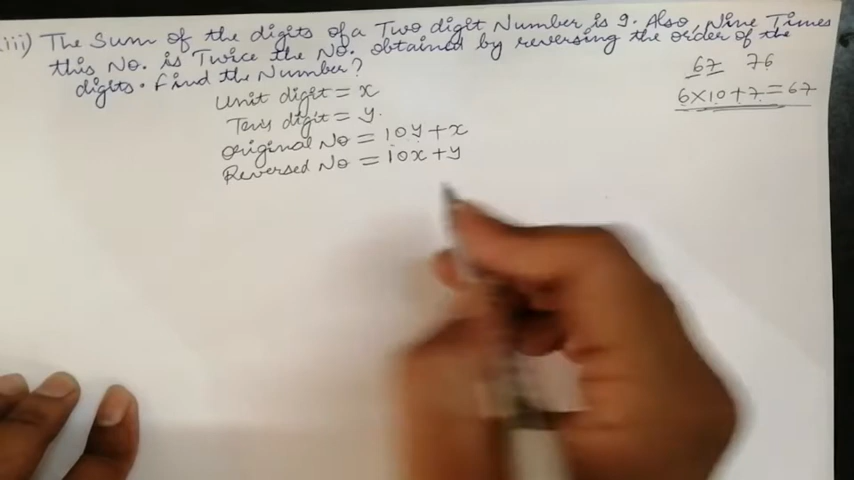 iii) The Sum of the digits of a Two digit Number is 9. Also, Nine Times
this No. is Twice the No. obtained by reversing the order of the
digits. Find the Number?
67 76
6x10+7=67
Unit digit = x
Tens digit = y.
Original No = 10y+x
Reversed No = 10x+y